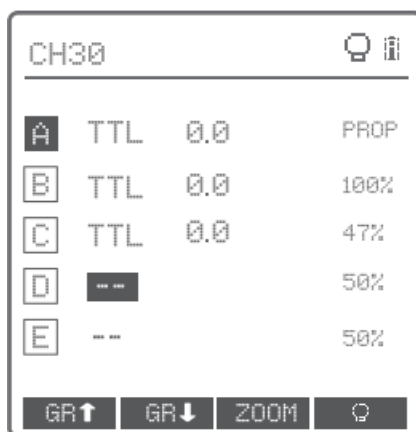 CH30
A TTL 0.0 PROP
B TTL 0.0 100%
C TTL 0.0 47%
D -- 50%
E -- 50%
GR↑ GR↓ ZOOM